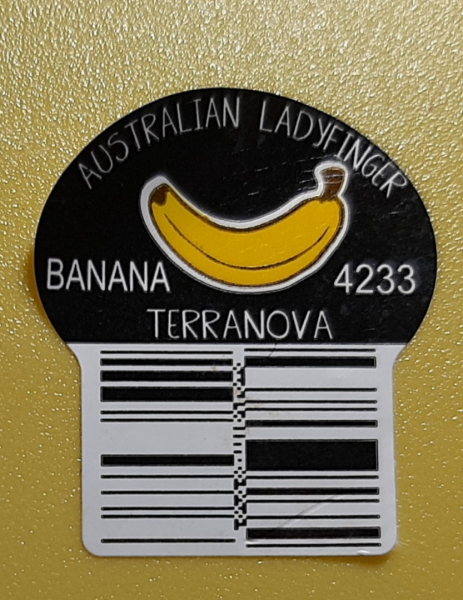 AUSTRALIAN LADYFINGER
BANANA 4233
TERRANOVA